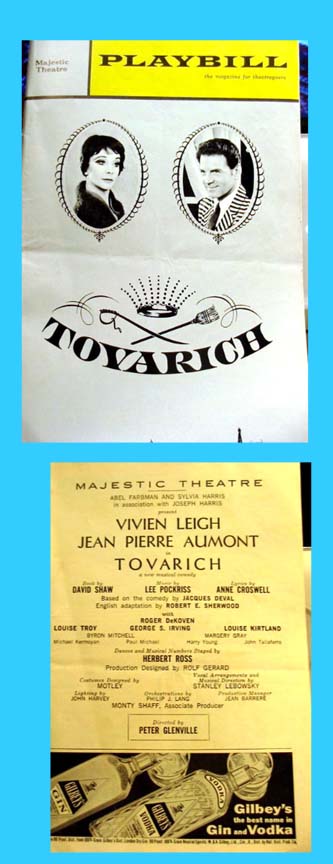 Majestic
Theatre
PLAYBILL
the magazine for theatregoers
TOVARICH
MAJESTIC THEATRE
ABEL FARBMAN AND SYLVIA HARRIS
in association with JOSEPH HARRIS
present
VIVIEN LEIGH
JEAN PIERRE AUMONT
in
TOVARICH
a new musical comedy
Book by Music by Lyrics by
DAVID SHAW LEE POCKRISS ANNE CROSWELL
Based on the comedy by JACQUES DEVAL
English adaptation by ROBERT E. SHERWOOD
with
ROGER DeKOVEN
LOUISE TROY GEORGE S. IRVING LOUISE KIRTLAND
BYRON MITCHELL MARGERY GRAY
Michael Kermoyan Paul Michael Harry Young John Taliaferro
Dances and Musical Numbers Staged by
HERBERT ROSS
Production Designed by ROLF GERARD
Costumes Designed by Vocal Arrangements and
MOTLEY Musical Direction by
STANLEY LEBOWSKY
Lighting by Orchestrations by Production Manager
JOHN HARVEY PHILIP J. LANG JEAN BARRERE
MONTY SHAFF, Associate Producer
Directed by
PETER GLENVILLE
GILBEY'S
GIN
GILBEY'S
VODKA
Gilbey's
the best name in
Gin and Vodka